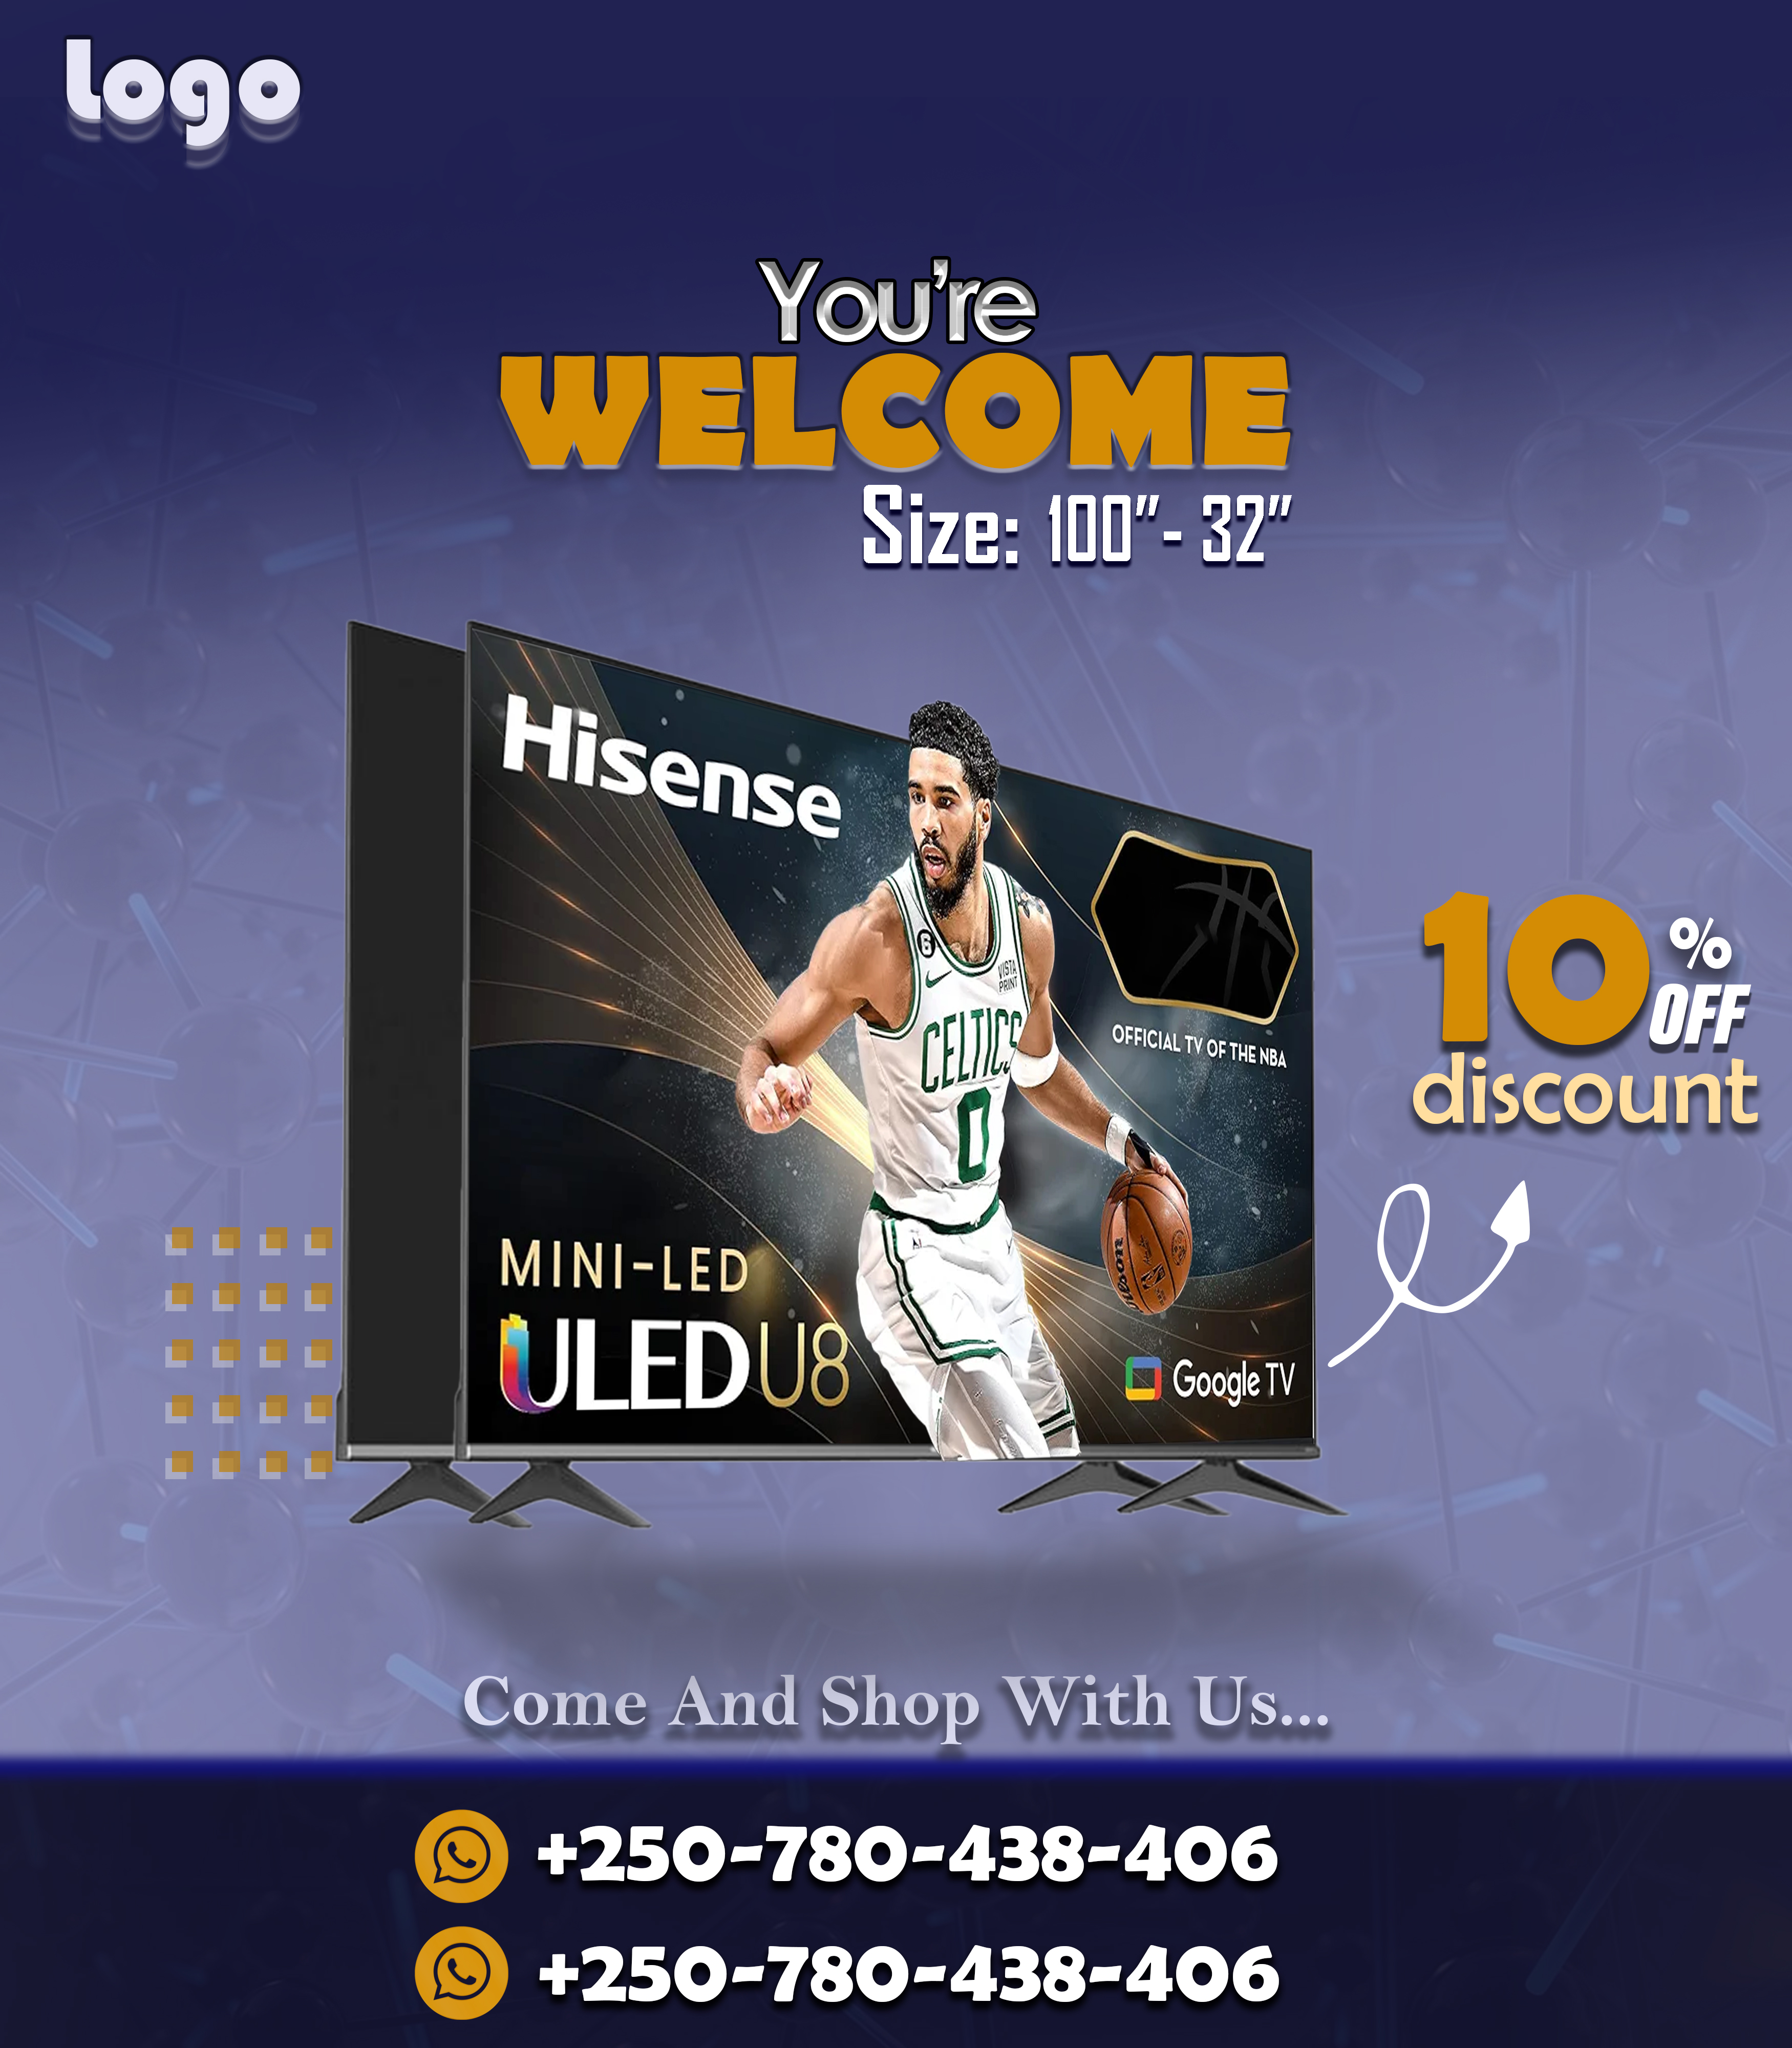 Logo
You're
WELCOME
Size: 100"- 32"
Hisense
6
VISTA
PRINT
CELTICS
0
OFFICIAL TV OF THE NBA
10% OFF
discount
MINI-LED
ULED U8
Wilson
Google TV
Come And Shop With Us...
+250-780-438-406
+250-780-438-406